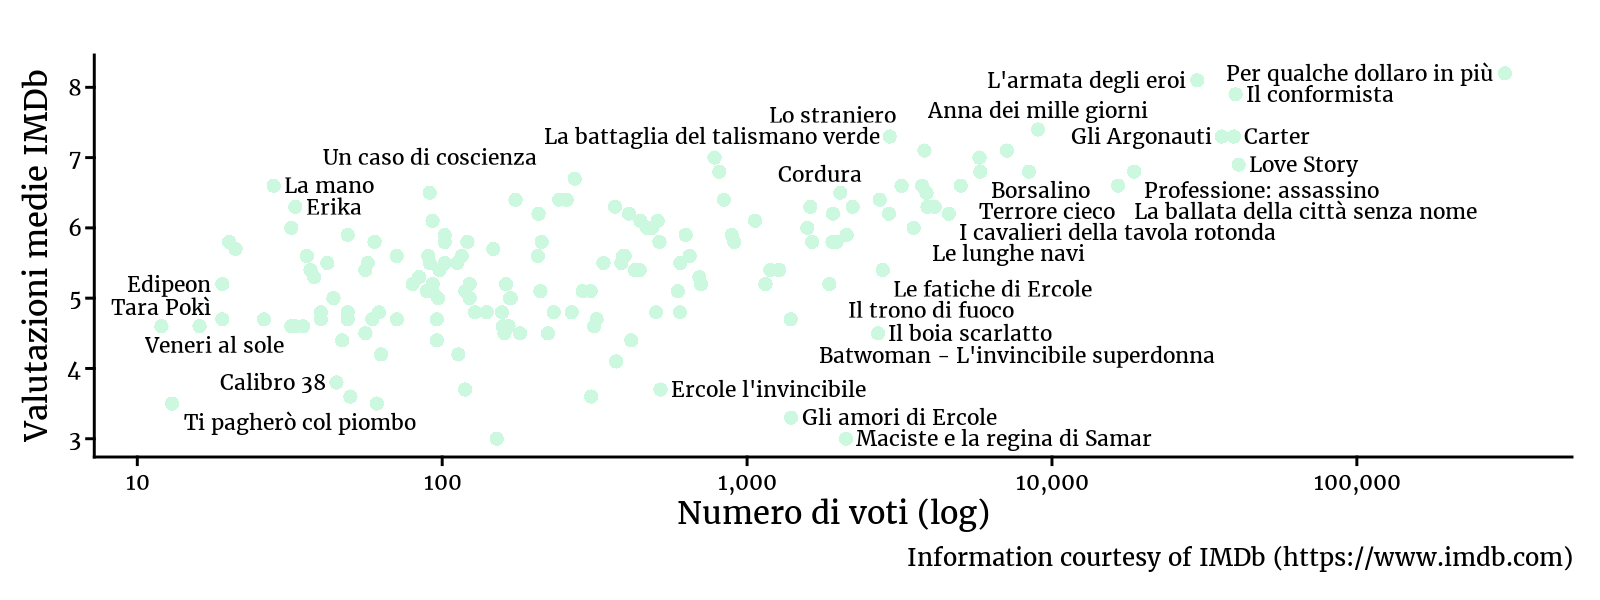 L'armata degli eroi
Per qualche dollaro in più
Il conformista
Lo straniero
Anna dei mille giorni
La battaglia del talismano verde
Gli Argonauti
Carter
Un caso di coscienza
Cordura
Love Story
La mano
Borsalino
Professione: assassino
Erika
Terrore cieco
La ballata della città senza nome
I cavalieri della tavola rotonda
Le lunghe navi
Edipeon
Le fatiche di Ercole
Tara Pokì
Il trono di fuoco
Il boia scarlatto
Veneri al sole
Batwoman - L'invincibile superdonna
Calibro 38
Ercole l'invincibile
Ti pagherò col piombo
Gli amori di Ercole
Maciste e la regina di Samar
Valutazioni medie IMDb
8
7
6
5
4
3
10
100
1,000
10,000
100,000
Numero di voti (log)
Information courtesy of IMDb (https://www.imdb.com)